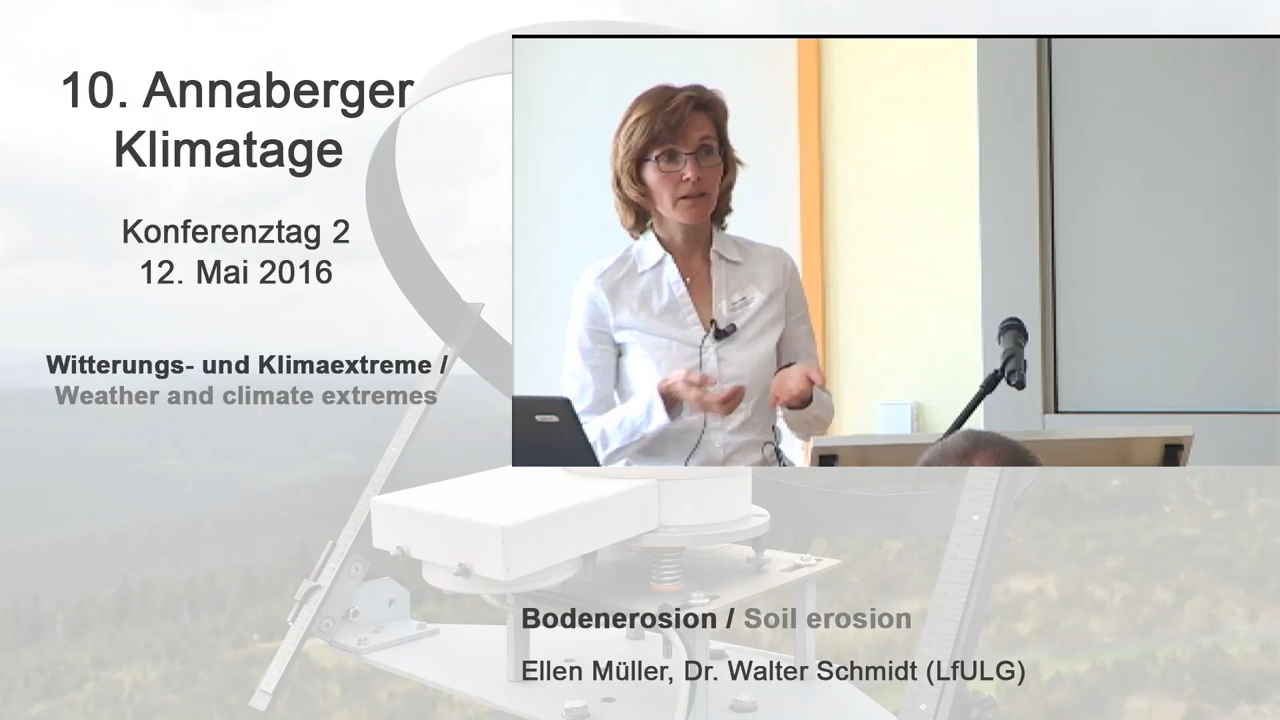 10. Annaberger
Klimatage
Konferenztag 2
12. Mai 2016
Witterungs- und Klimaextreme /
Weather and climate extremes
Bodenerosion / Soil erosion
Ellen Müller, Dr. Walter Schmidt (LfULG)